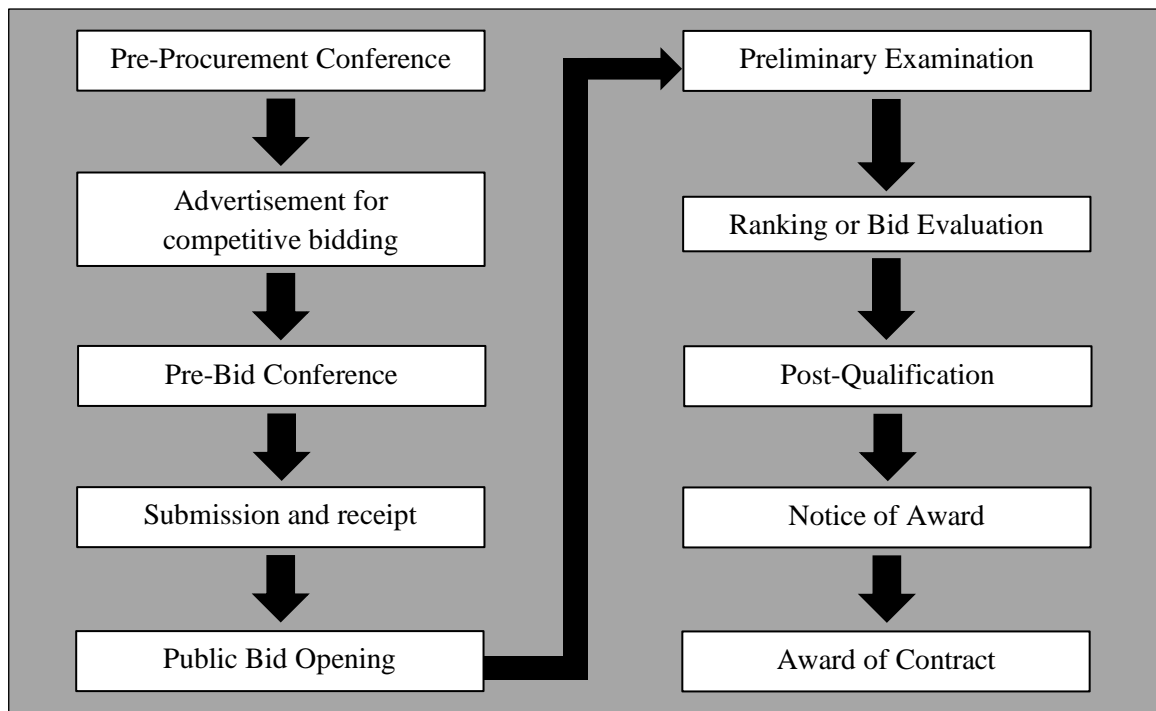 Pre-Procurement Conference
Advertisement for
competitive bidding
Pre-Bid Conference
Submission and receipt
Public Bid Opening
Preliminary Examination
Ranking or Bid Evaluation
Post-Qualification
Notice of Award
Award of Contract